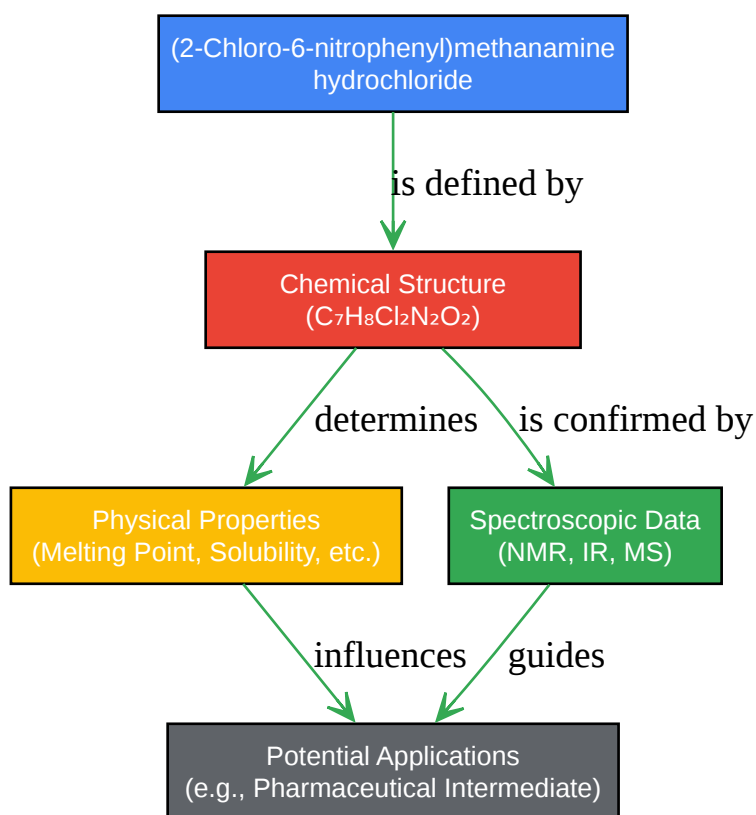 (2-Chloro-6-nitrophenyl)methanamine
hydrochloride
is defined by
Chemical Structure
(C₇H₈Cl₂N₂O₂)
determines
is confirmed by
Physical Properties
(Melting Point, Solubility, etc.)
Spectroscopic Data
(NMR, IR, MS)
influences
guides
Potential Applications
(e.g., Pharmaceutical Intermediate)